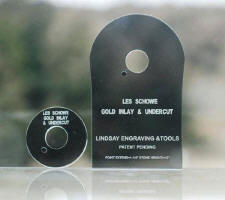 LES SCHOWE
GOLD INLAY & UNDERCUT
LES SCHOWE
GOLD INLAY & UNDERCUT
LINDSAY ENGRAVING & TOOLS
PATENT PENDING